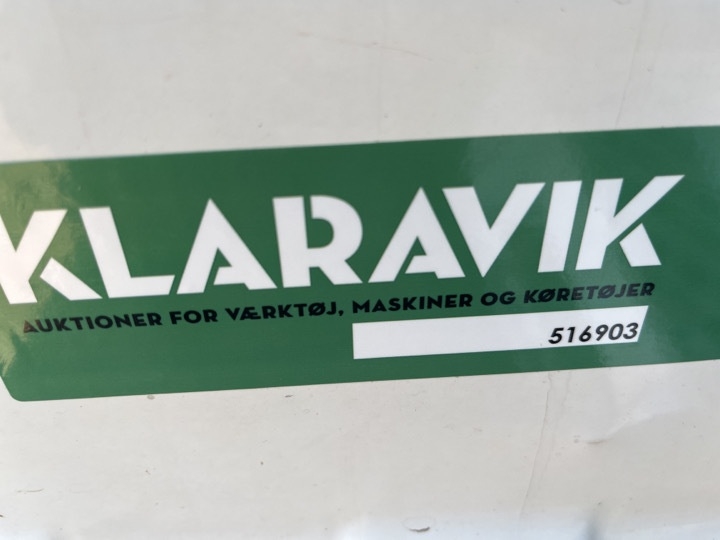 KLARAVIK
AUKTIONER FOR VÆRKTØJ, MASKINER OG KØRETØJER
516903